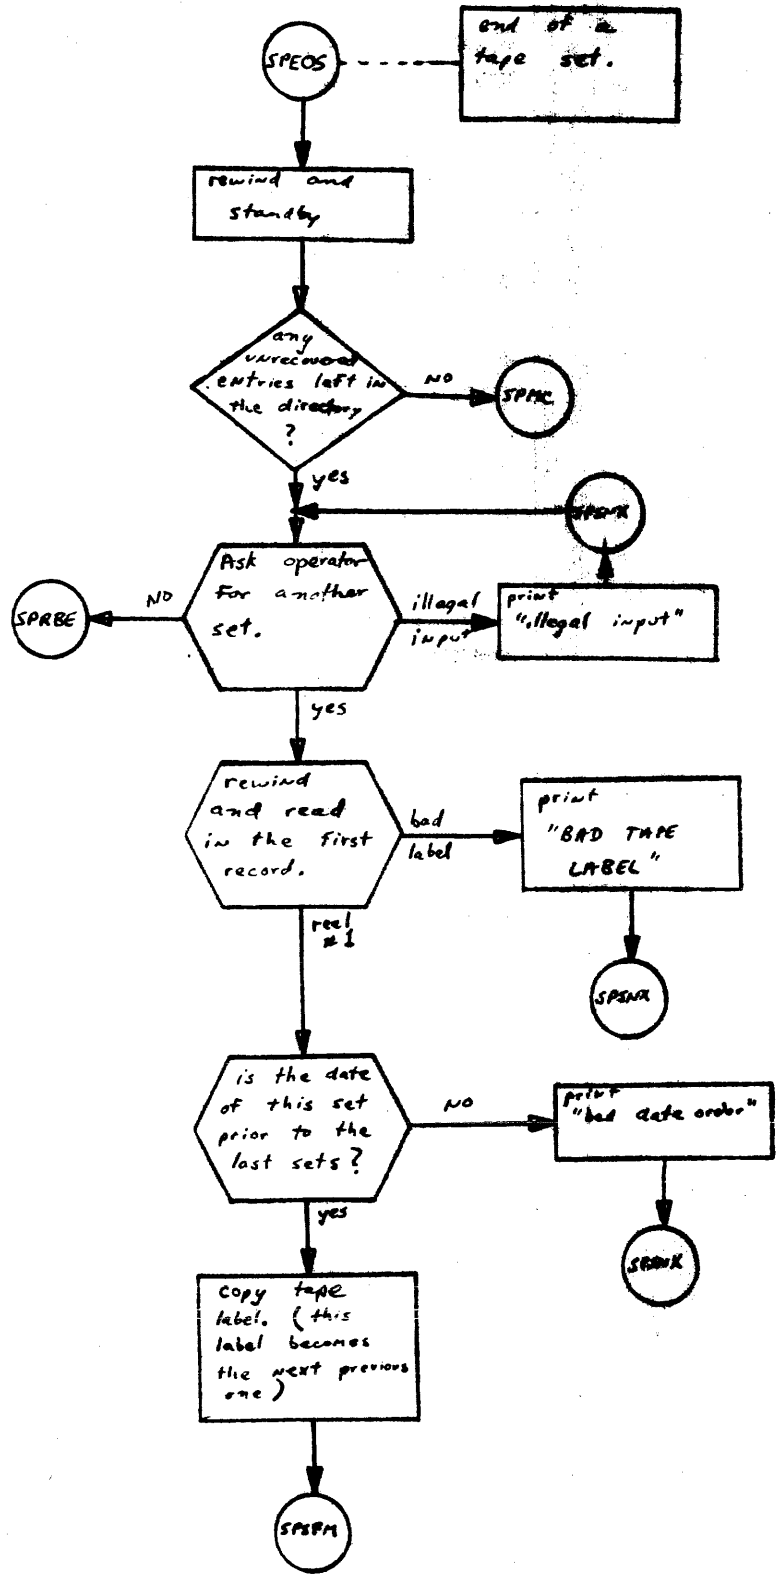 SPEOS
end of a
tape set.
rewind and
standby
any
unrecovered
entries left in
the directory
?
NO
SPMC
yes
SPSNX
Ask operator
for another
set.
NO
SPRBE
illegal
input
print
"illegal input"
yes
rewind
and read
in the first
record.
bad
label
print
"BAD TAPE
LABEL"
reel
#1
SPSNX
is the date
of this set
prior to the
last sets?
NO
print
"bad date order"
yes
SPSNX
copy tape
label. (this
label becomes
the next previous
one)
SPSFM